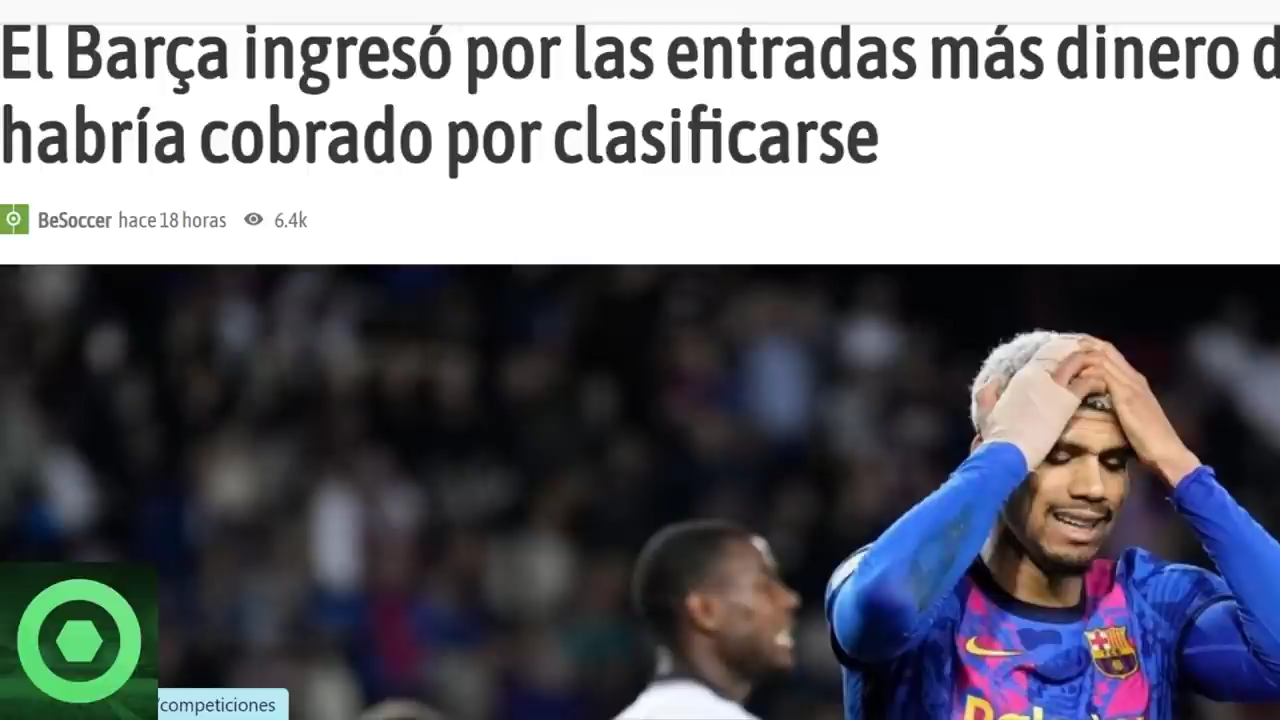 El Barça ingresó por las entradas más dinero d
habría cobrado por clasificarse
BeSoccer hace 18 horas 6.4k
/competiciones